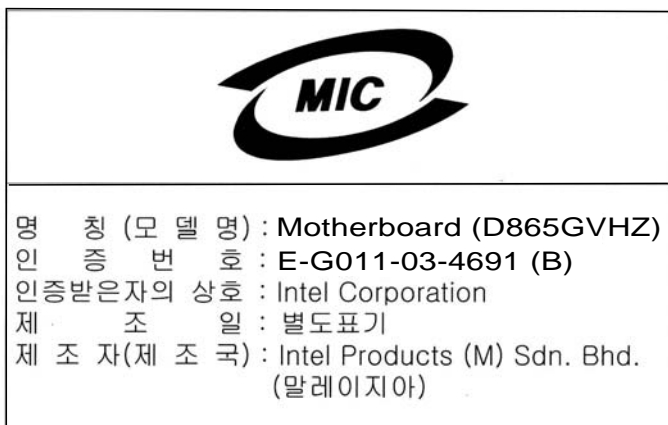 MIC
명 칭 (모 델 명) : Motherboard (D865GVHZ)
인 증 번 호 : E-G011-03-4691 (B)
인증받은자의 상호 : Intel Corporation
제 조 일 : 별도표기
제 조 자(제 조 국) : Intel Products (M) Sdn. Bhd.
(말레이지아)